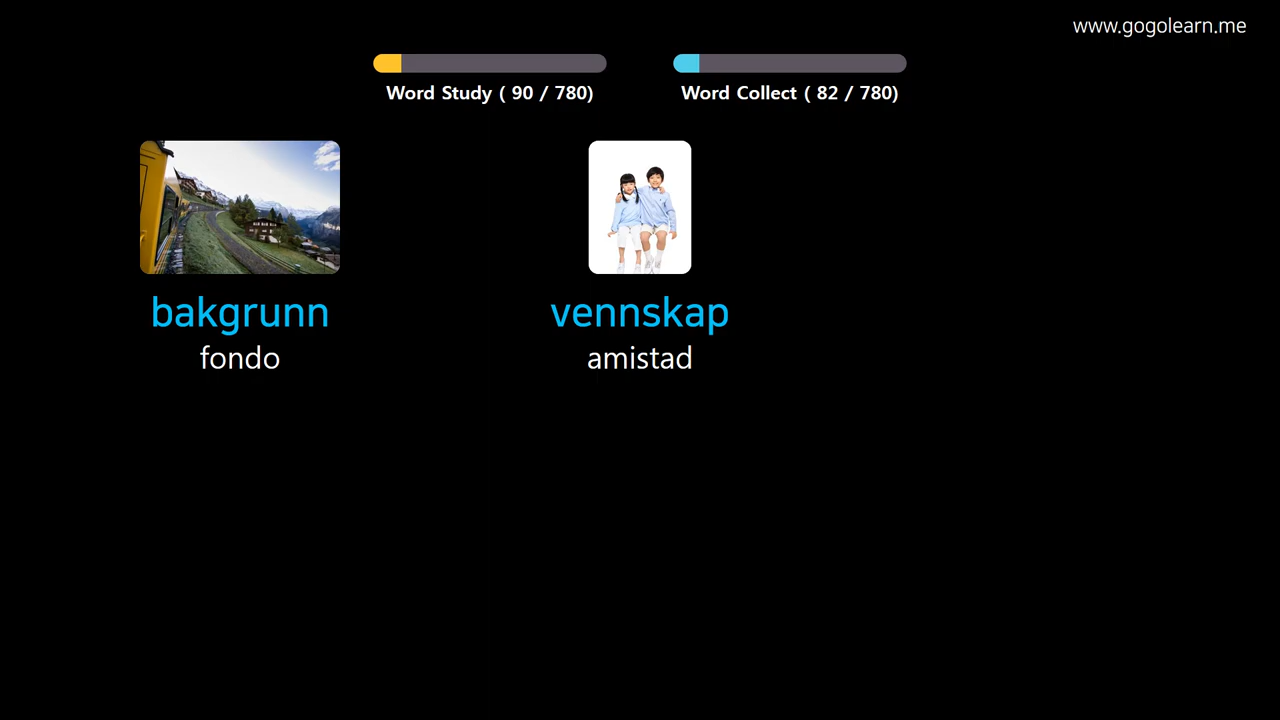 www.gogolearn.me
Word Study ( 90 / 780)
Word Collect ( 82 / 780)
bakgrunn
fondo
vennskap
amistad